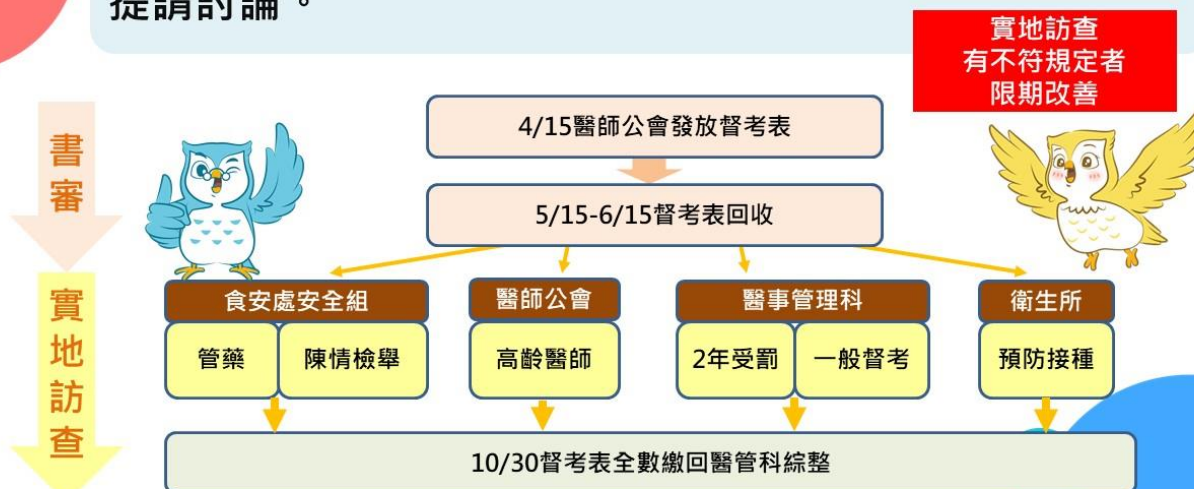 提請討論。
實地訪查
有不符規定者
限期改善
書審
4/15醫師公會發放督考表
5/15-6/15督考表回收
實地訪查
食安處安全組
醫師公會
醫事管理科
衛生所
管藥
陳情檢舉
高齡醫師
2年受罰
一般督考
預防接種
10/30督考表全數繳回醫管科綜整